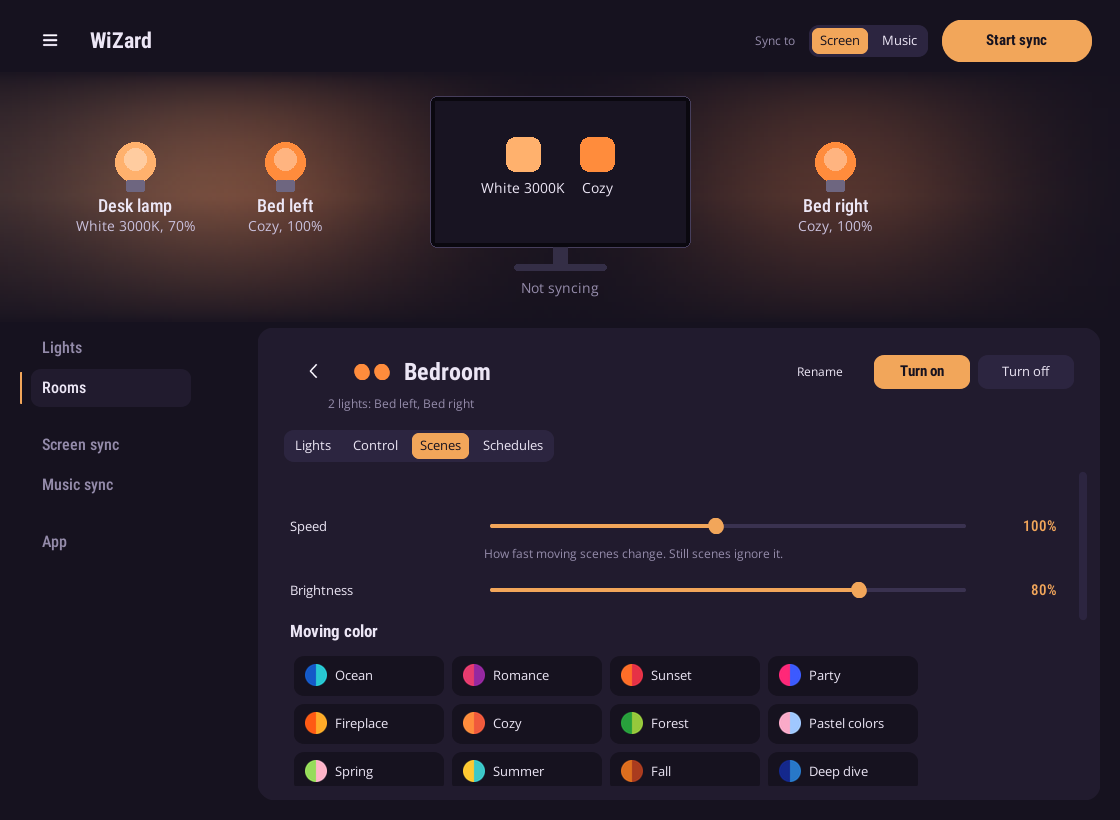 WiZard
Sync to
Screen
Music
Start sync
White 3000K
Cozy
Desk lamp
White 3000K, 70%
Bed left
Cozy, 100%
Bed right
Cozy, 100%
Not syncing
Lights
Rooms
Screen sync
Music sync
App
Bedroom
Rename
Turn on
Turn off
2 lights: Bed left, Bed right
Lights
Control
Scenes
Schedules
Speed
100%
How fast moving scenes change. Still scenes ignore it.
Brightness
80%
Moving color
Ocean
Romance
Sunset
Party
Fireplace
Cozy
Forest
Pastel colors
Spring
Summer
Fall
Deep dive